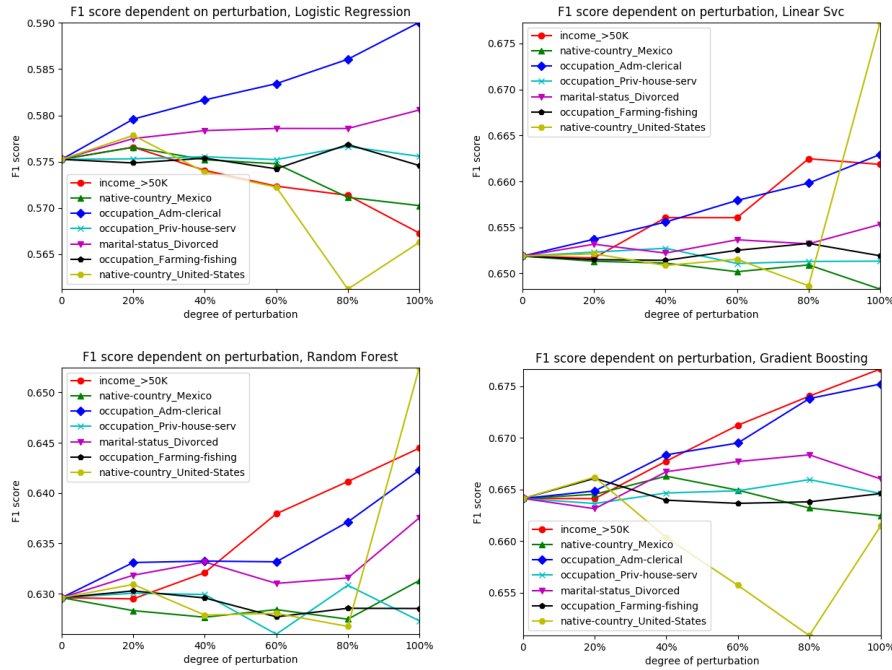 F1 score dependent on perturbation, Logistic Regression
0.590
0.585
0.580
0.575
0.570
0.565
F1 score
income_>50K
native-country_Mexico
occupation_Adm-clerical
occupation_Priv-house-serv
marital-status_Divorced
occupation_Farming-fishing
native-country_United-States
0 20% 40% 60% 80% 100%
degree of perturbation
F1 score dependent on perturbation, Linear Svc
0.675
0.670
0.665
0.660
0.655
0.650
F1 score
income_>50K
native-country_Mexico
occupation_Adm-clerical
occupation_Priv-house-serv
marital-status_Divorced
occupation_Farming-fishing
native-country_United-States
0 20% 40% 60% 80% 100%
degree of perturbation
F1 score dependent on perturbation, Random Forest
0.650
0.645
0.640
0.635
0.630
F1 score
income_>50K
native-country_Mexico
occupation_Adm-clerical
occupation_Priv-house-serv
marital-status_Divorced
occupation_Farming-fishing
native-country_United-States
0 20% 40% 60% 80% 100%
degree of perturbation
F1 score dependent on perturbation, Gradient Boosting
0.675
0.670
0.665
0.660
0.655
F1 score
income_>50K
native-country_Mexico
occupation_Adm-clerical
occupation_Priv-house-serv
marital-status_Divorced
occupation_Farming-fishing
native-country_United-States
0 20% 40% 60% 80% 100%
degree of perturbation